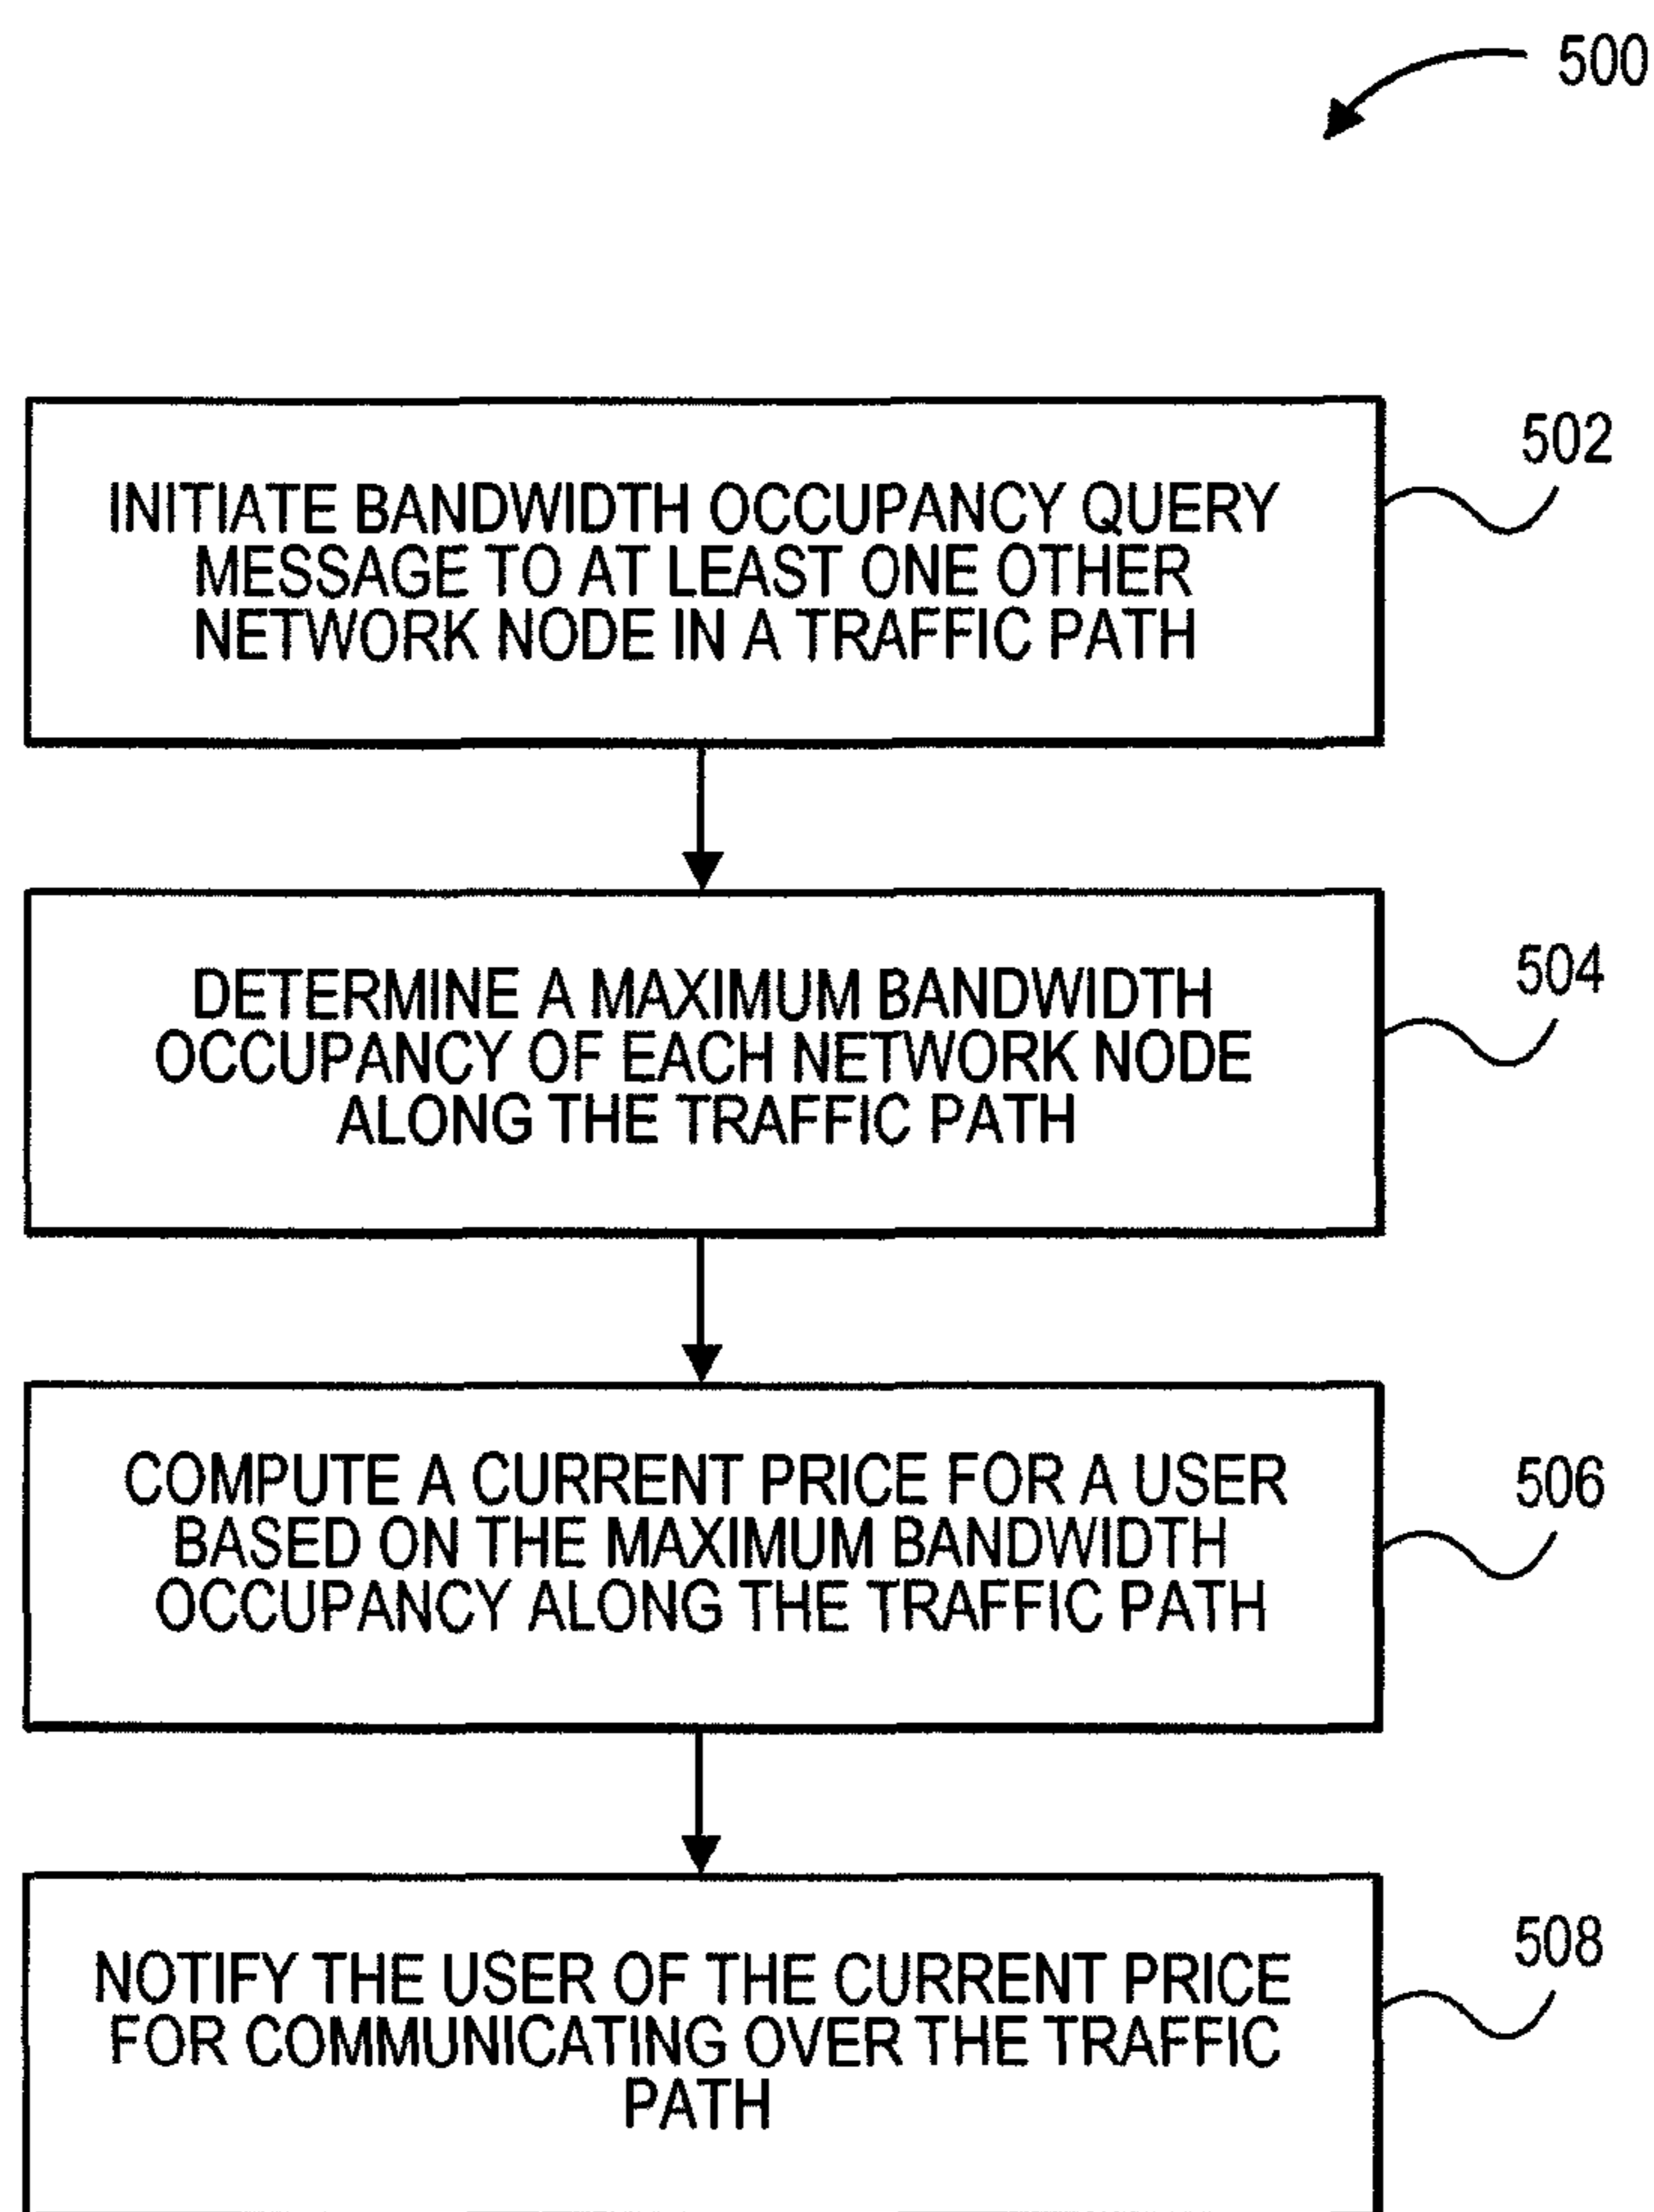 500
502
INITIATE BANDWIDTH OCCUPANCY QUERY
MESSAGE TO AT LEAST ONE OTHER
NETWORK NODE IN A TRAFFIC PATH
504
DETERMINE A MAXIMUM BANDWIDTH
OCCUPANCY OF EACH NETWORK NODE
ALONG THE TRAFFIC PATH
506
COMPUTE A CURRENT PRICE FOR A USER
BASED ON THE MAXIMUM BANDWIDTH
OCCUPANCY ALONG THE TRAFFIC PATH
508
NOTIFY THE USER OF THE CURRENT PRICE
FOR COMMUNICATING OVER THE TRAFFIC
PATH